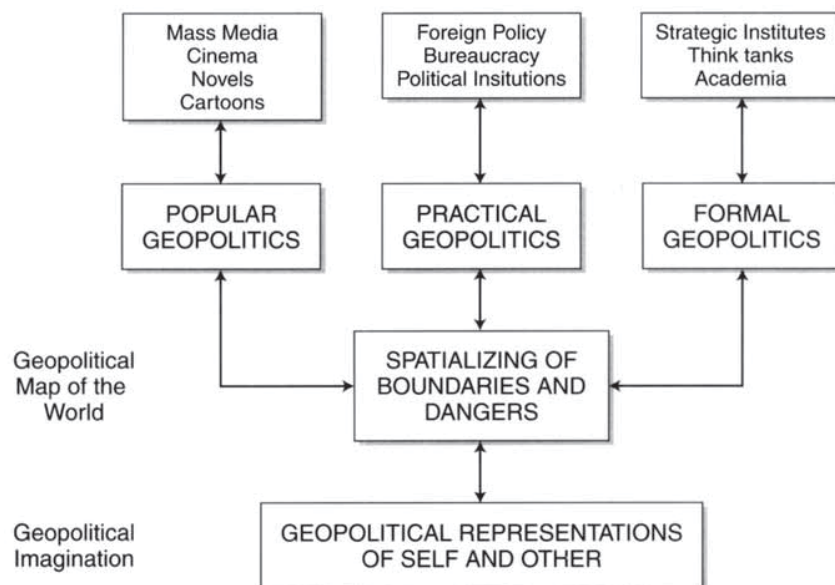 Mass Media
Cinema
Novels
Cartoons
Foreign Policy
Bureaucracy
Political Insitutions
Strategic Institutes
Think tanks
Academia
POPULAR
GEOPOLITICS
PRACTICAL
GEOPOLITICS
FORMAL
GEOPOLITICS
Geopolitical
Map of the
World
SPATIALIZING OF
BOUNDARIES AND
DANGERS
Geopolitical
Imagination
GEOPOLITICAL REPRESENTATIONS
OF SELF AND OTHER